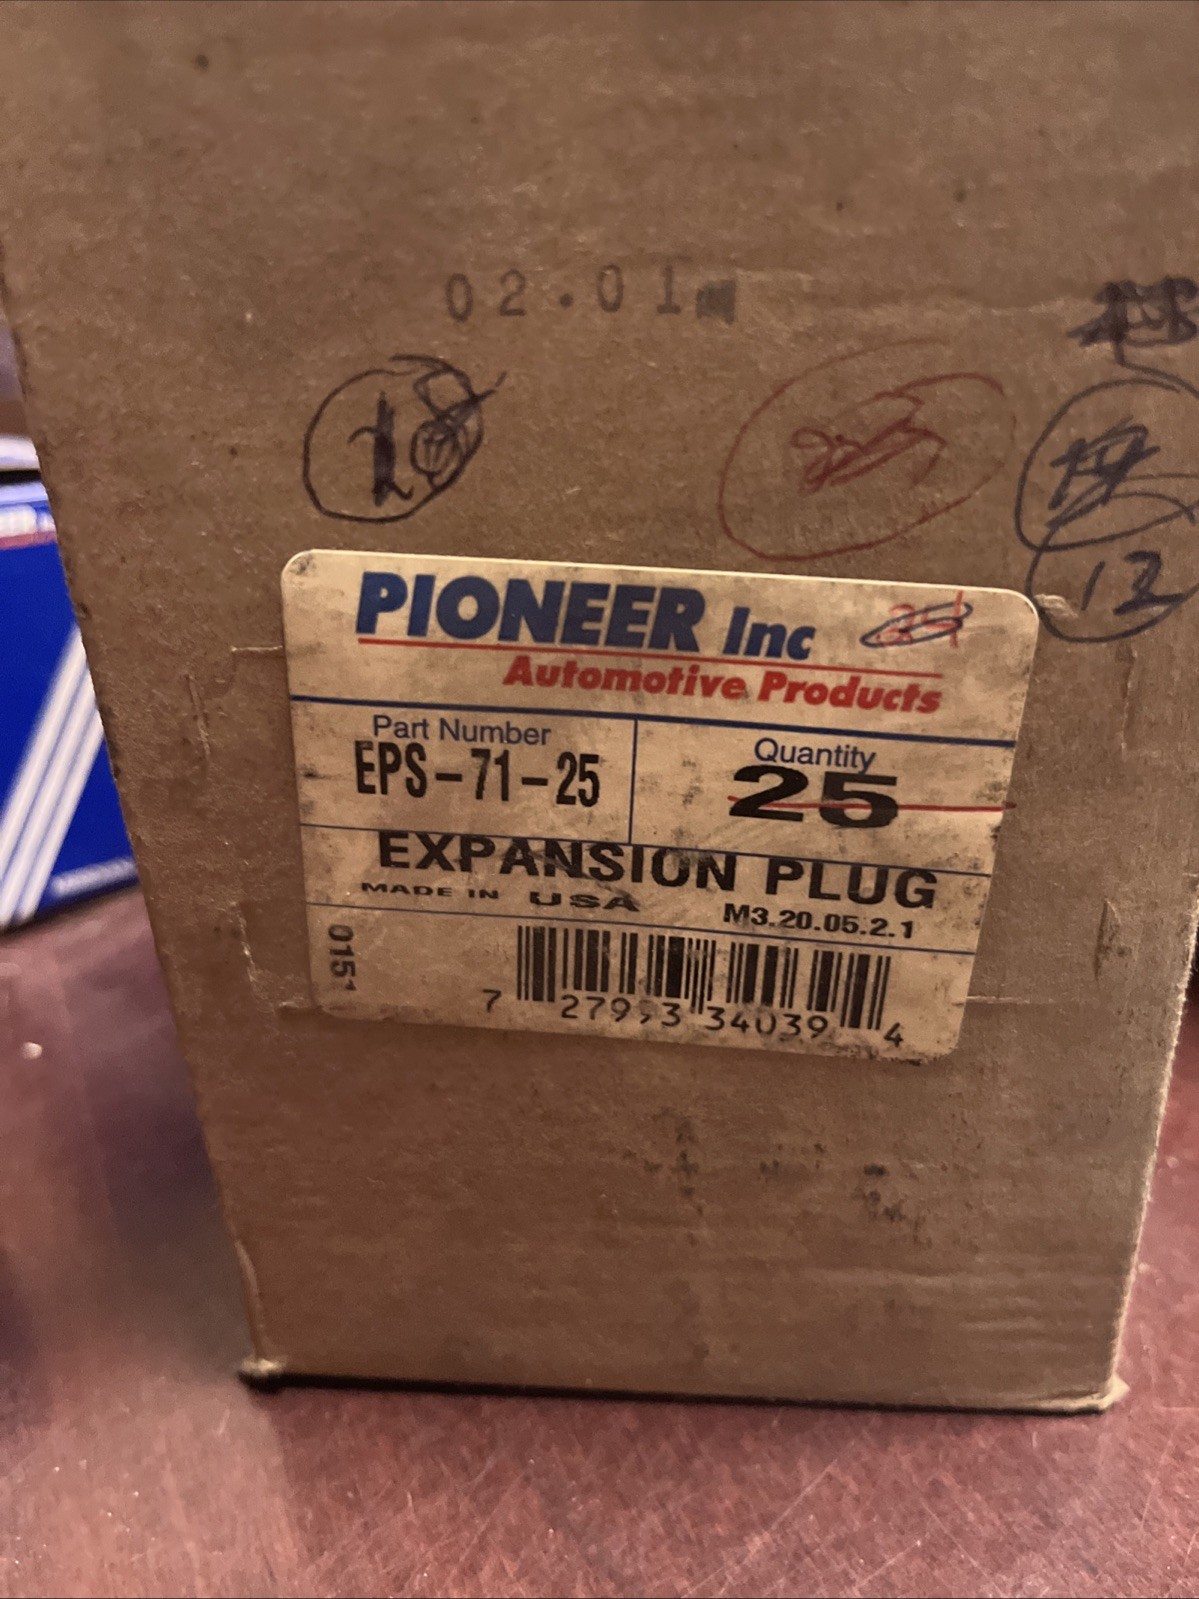 02.01
12
PIONEER Inc
Automotive Products
Part Number
EPS-71-25
Quantity
25
EXPANSION PLUG
MADE IN USA
M3.20.05.2.1
7 27993 34039 4